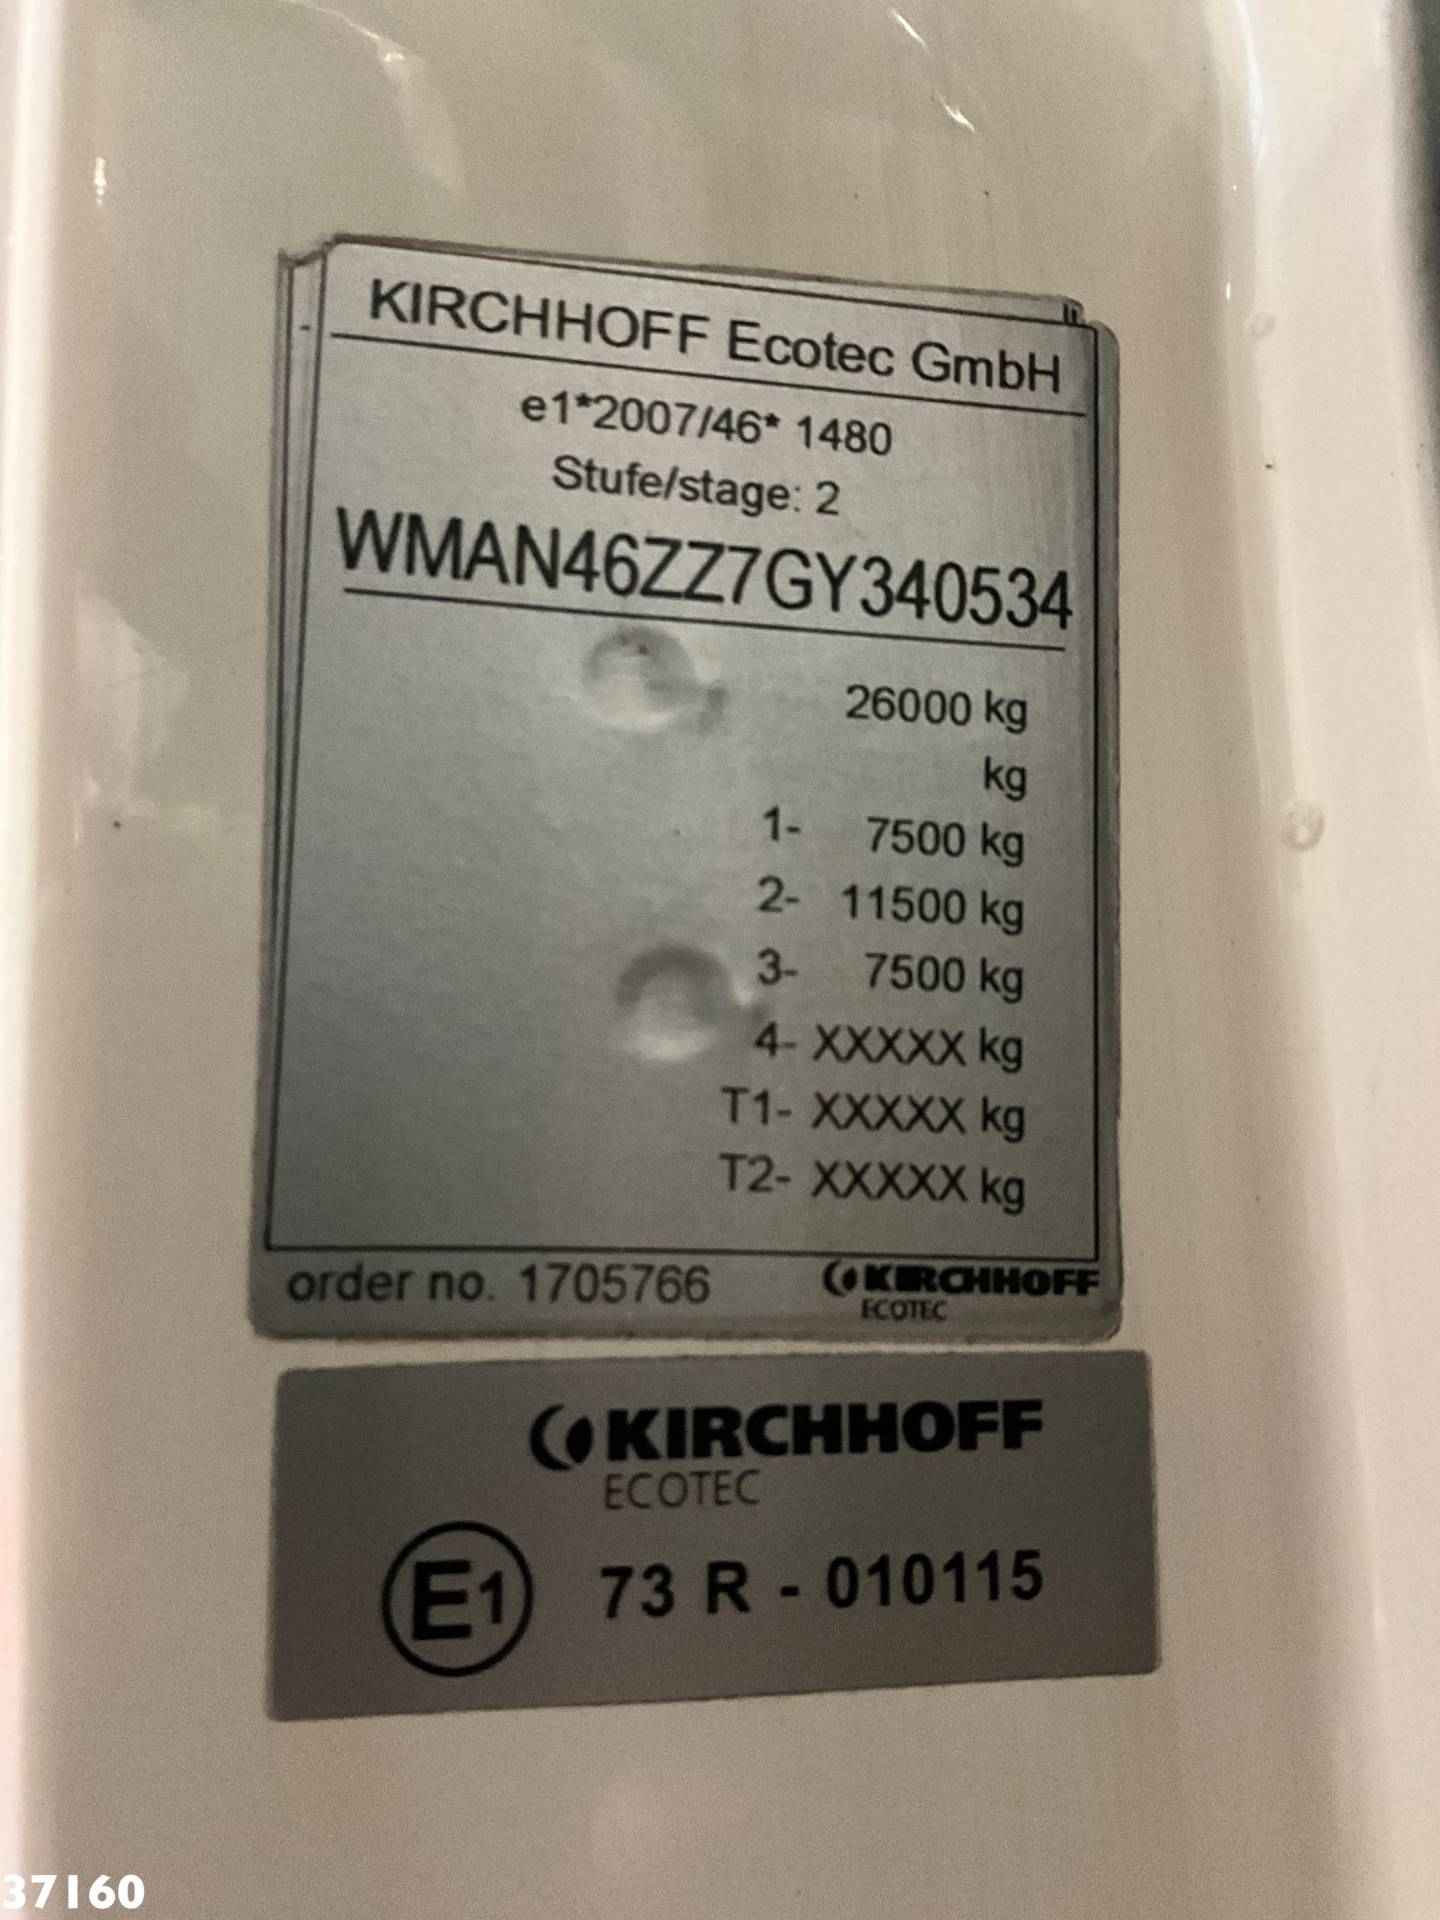 KIRCHHOFF Ecotec GmbH
e1*2007/46* 1480
Stufe/stage: 2
WMAN46ZZ7GY340534
26000 kg
kg
1- 7500 kg
2- 11500 kg
3- 7500 kg
4- XXXXX kg
T1- XXXXX kg
T2- XXXXX kg
order no. 1705766 KIRCHHOFF
ECOTEC
KIRCHHOFF
ECOTEC
E1 73 R - 010115
37160